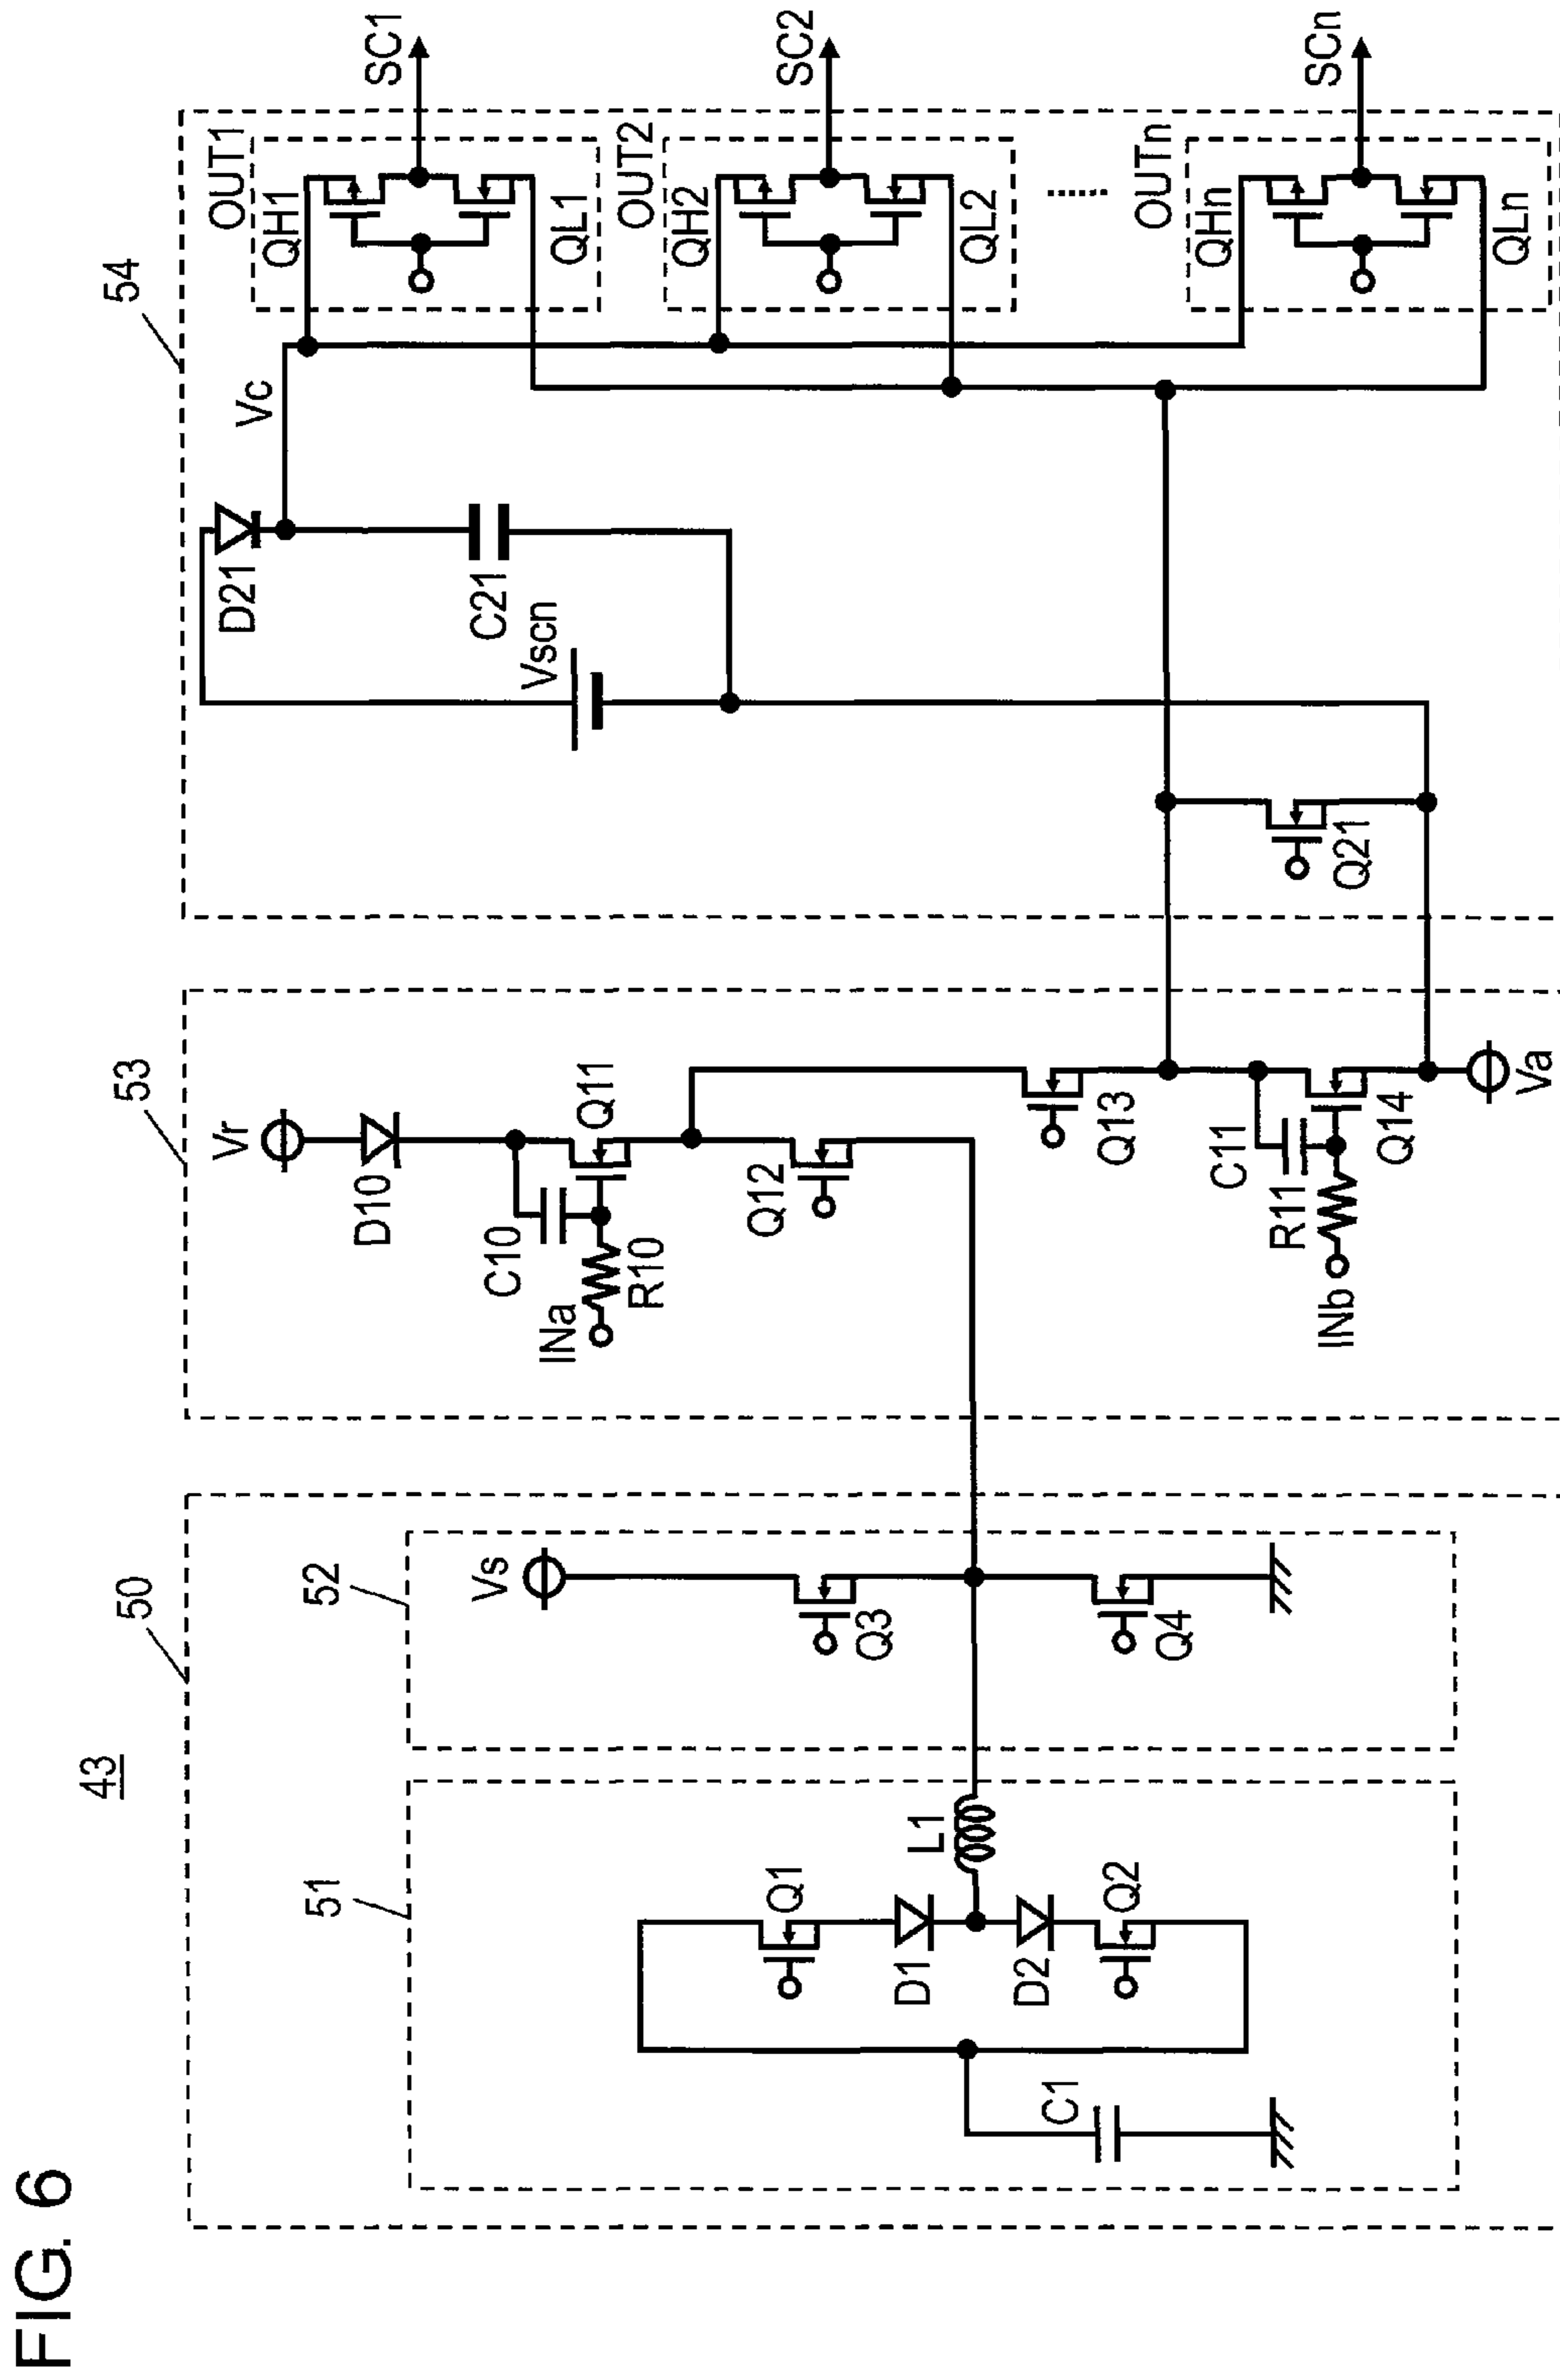 FIG. 6
43
50
51
C1
Q1
D1
D2
Q2
L1
52
Vs
Q3
Q4
53
Vr
D10
C10
INa
R10
Q11
Q12
Q13
C11
R11
INb
Q14
Va
54
D21
Vc
C21
Vscn
Q21
OUT1
QH1
QL1
SC1
OUT2
QH2
QL2
SC2
OUTn
QHn
QLn
SCn